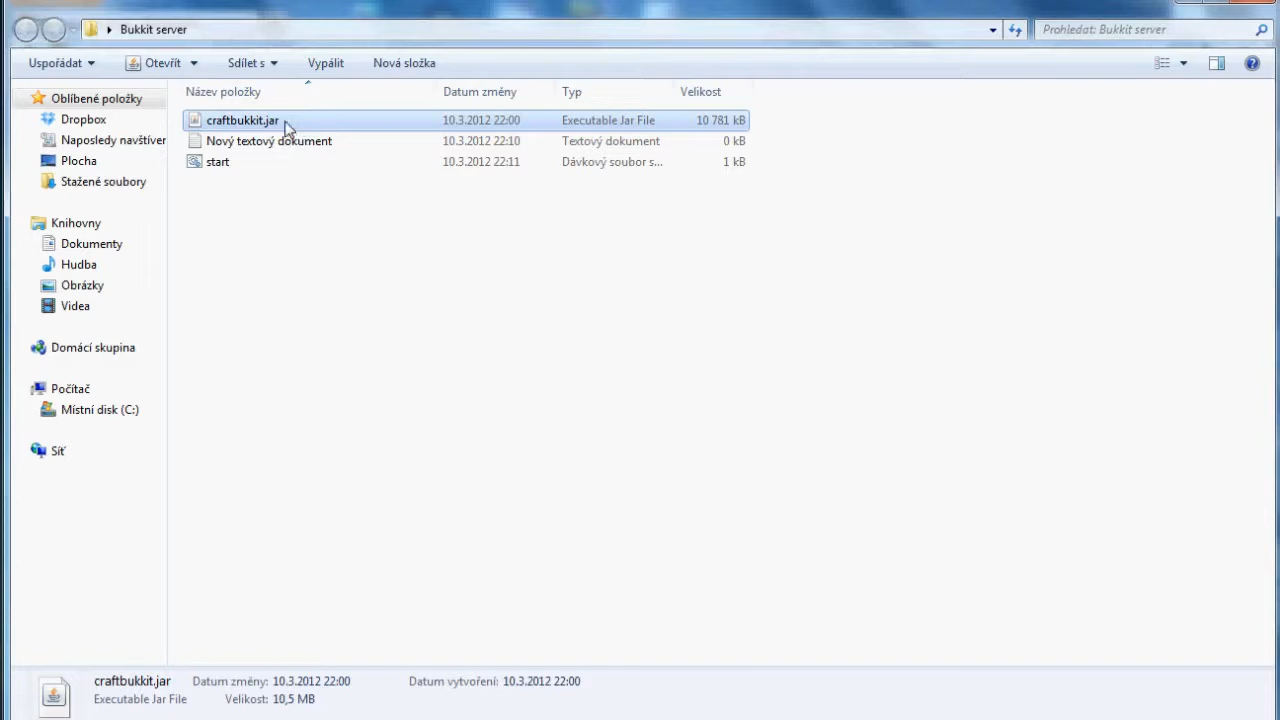 Bukkit server
Prohledat: Bukkit server
Uspořádat Otevřít Sdílet s Vypálit Nová složka
Název položky Datum změny Typ Velikost
Oblíbené položky
Dropbox
Naposledy navštíver
Plocha
Stažené soubory
Knihovny
Dokumenty
Hudba
Obrázky
Videa
Domácí skupina
Počítač
Místní disk (C:)
Síť
craftbukkit.jar 10.3.2012 22:00 Executable Jar File 10 781 kB
Nový textový dokument 10.3.2012 22:10 Textový dokument 0 kB
start 10.3.2012 22:11 Dávkový soubor s... 1 kB
craftbukkit.jar Datum změny: 10.3.2012 22:00 Datum vytvoření: 10.3.2012 22:00
Executable Jar File Velikost: 10,5 MB